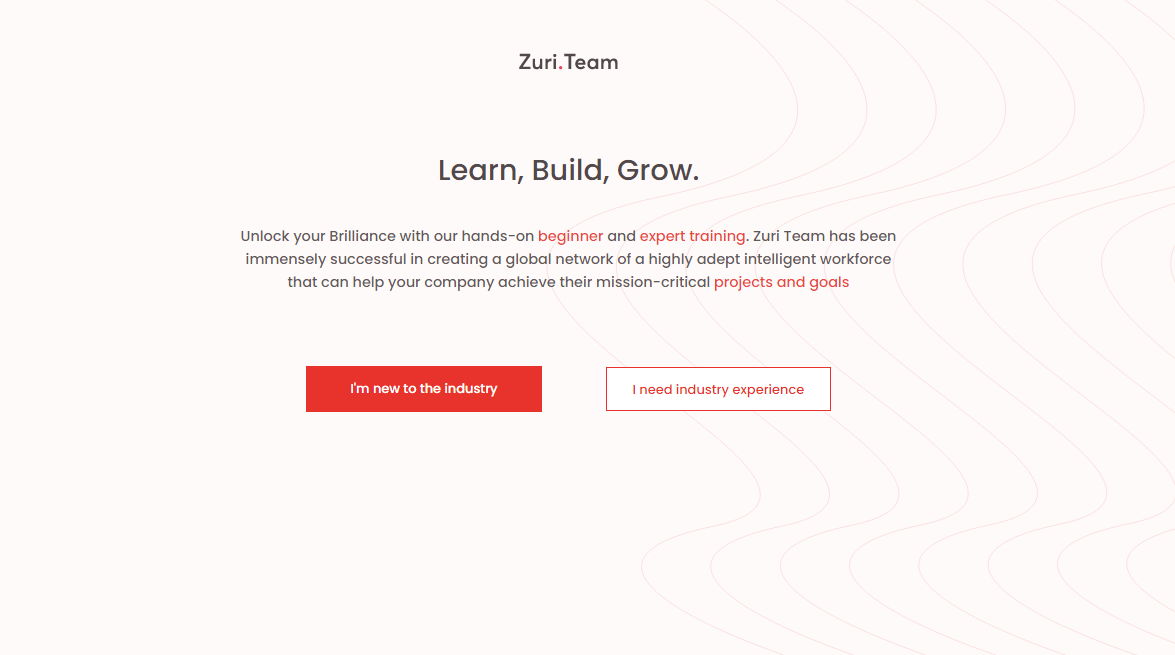 Zuri.Team
Learn, Build, Grow.
Unlock your Brilliance with our hands-on beginner and expert training. Zuri Team has been
immensely successful in creating a global network of a highly adept intelligent workforce
that can help your company achieve their mission-critical projects and goals
I'm new to the industry
I need industry experience